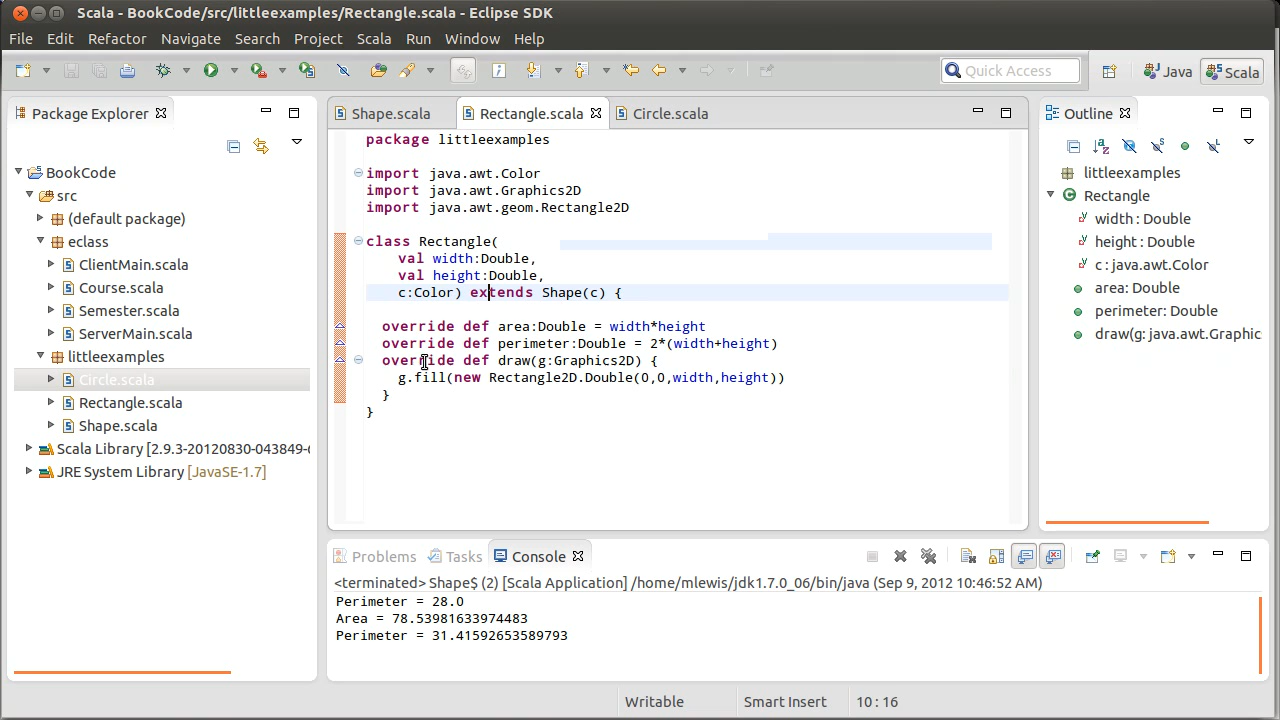 Scala - BookCode/src/littleexamples/Rectangle.scala - Eclipse SDK
File Edit Refactor Navigate Search Project Scala Run Window Help
Quick Access Java Scala
Package Explorer
BookCode
src
(default package)
eclass
ClientMain.scala
Course.scala
Semester.scala
ServerMain.scala
littleexamples
Circle.scala
Rectangle.scala
Shape.scala
Scala Library [2.9.3-20120830-043849-
JRE System Library [JavaSE-1.7]
Shape.scala Rectangle.scala Circle.scala
package littleexamples
import java.awt.Color
import java.awt.Graphics2D
import java.awt.geom.Rectangle2D
class Rectangle(
val width:Double,
val height:Double,
c:Color) extends Shape(c) {
override def area:Double = width*height
override def perimeter:Double = 2*(width+height)
override def draw(g:Graphics2D) {
g.fill(new Rectangle2D.Double(0,0,width,height))
}
}
Outline
littleexamples
Rectangle
width : Double
height : Double
c : java.awt.Color
area: Double
perimeter: Double
draw(g: java.awt.Graphic
Problems Tasks Console
<terminated> Shape$ (2) [Scala Application] /home/mlewis/jdk1.7.0_06/bin/java (Sep 9, 2012 10:46:52 AM)
Perimeter = 28.0
Area = 78.53981633974483
Perimeter = 31.41592653589793
Writable Smart Insert 10 : 16